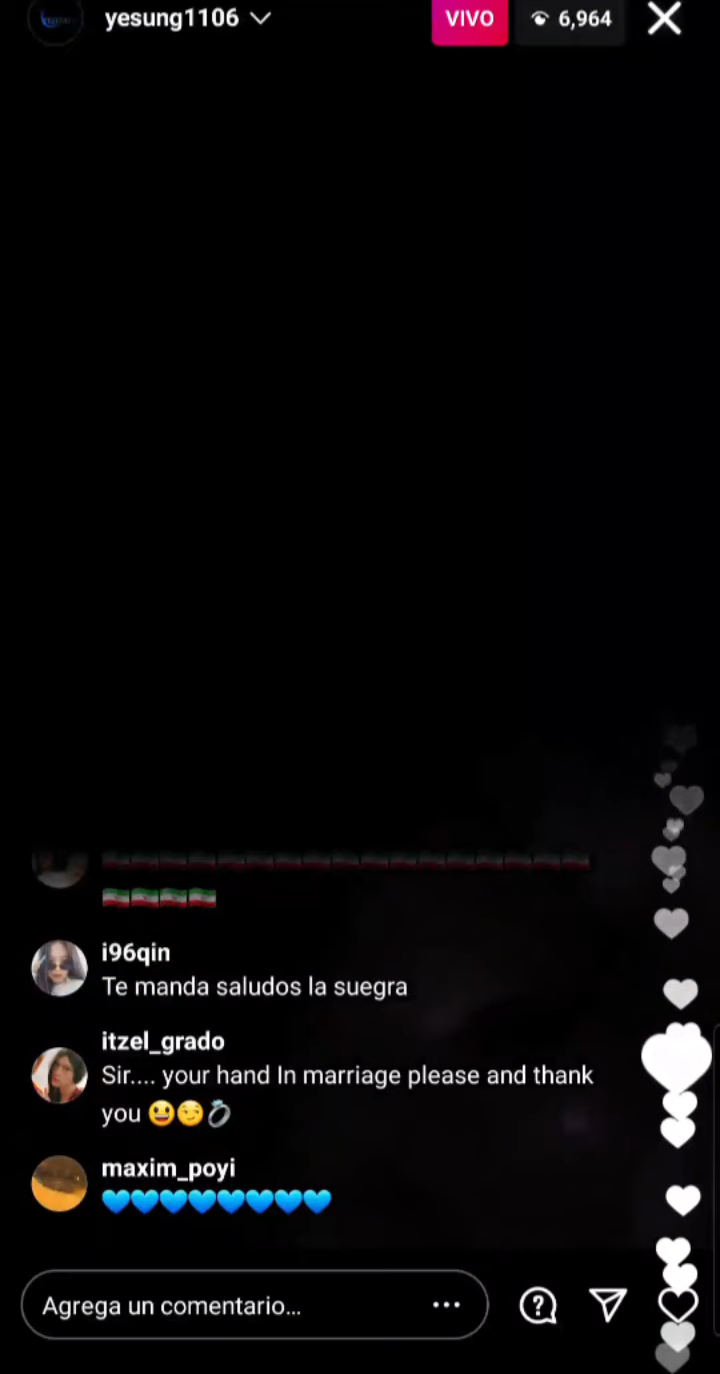 yesung1106
VIVO
6,964
🇮🇷🇮🇷🇮🇷🇮🇷🇮🇷🇮🇷🇮🇷🇮🇷🇮🇷🇮🇷🇮🇷🇮🇷🇮🇷🇮🇷🇮🇷🇮🇷🇮🇷
🇮🇷🇮🇷🇮🇷🇮🇷
i96qin
Te manda saludos la suegra
itzel_grado
Sir.... your hand In marriage please and thank
you 😃😏💍
maxim_poyi
💙💙💙💙💙💙💙💙
Agrega un comentario...